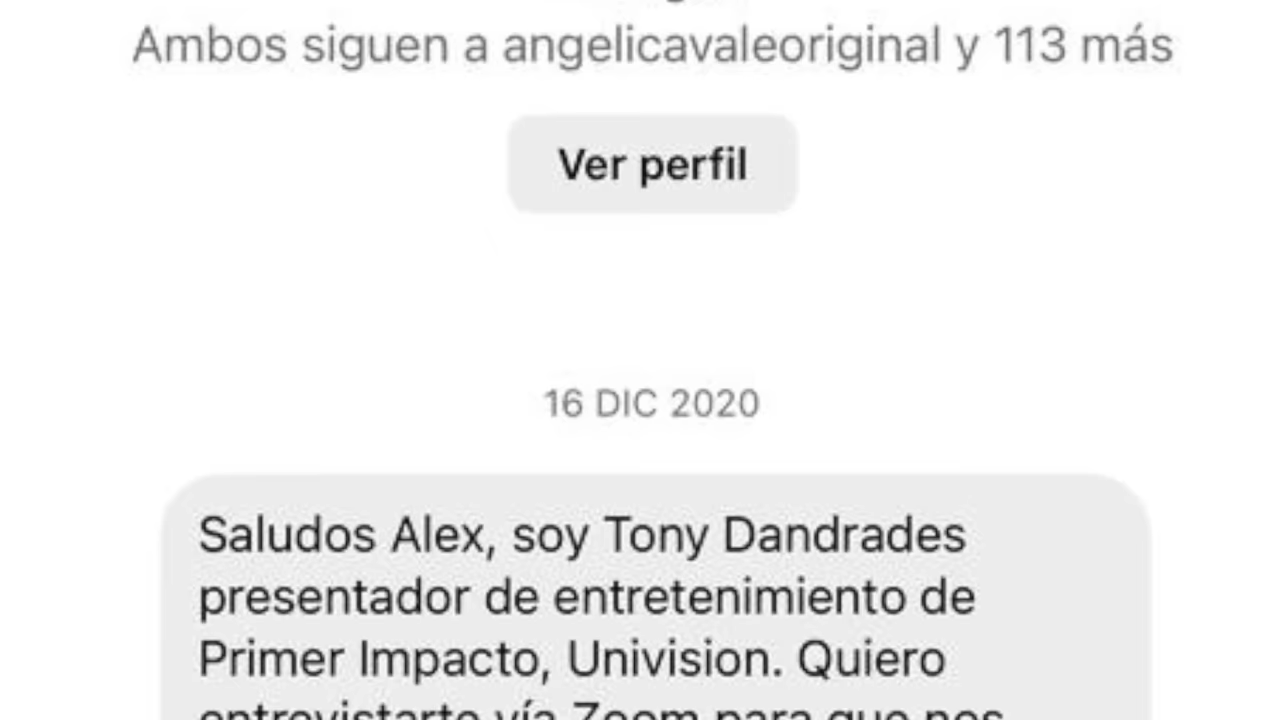 Ambos siguen a angelicavaleoriginal y 113 más
Ver perfil
16 DIC 2020
Saludos Alex, soy Tony Dandrades
presentador de entretenimiento de
Primer Impacto, Univision. Quiero
entrevistarte vía Zoom para que nos